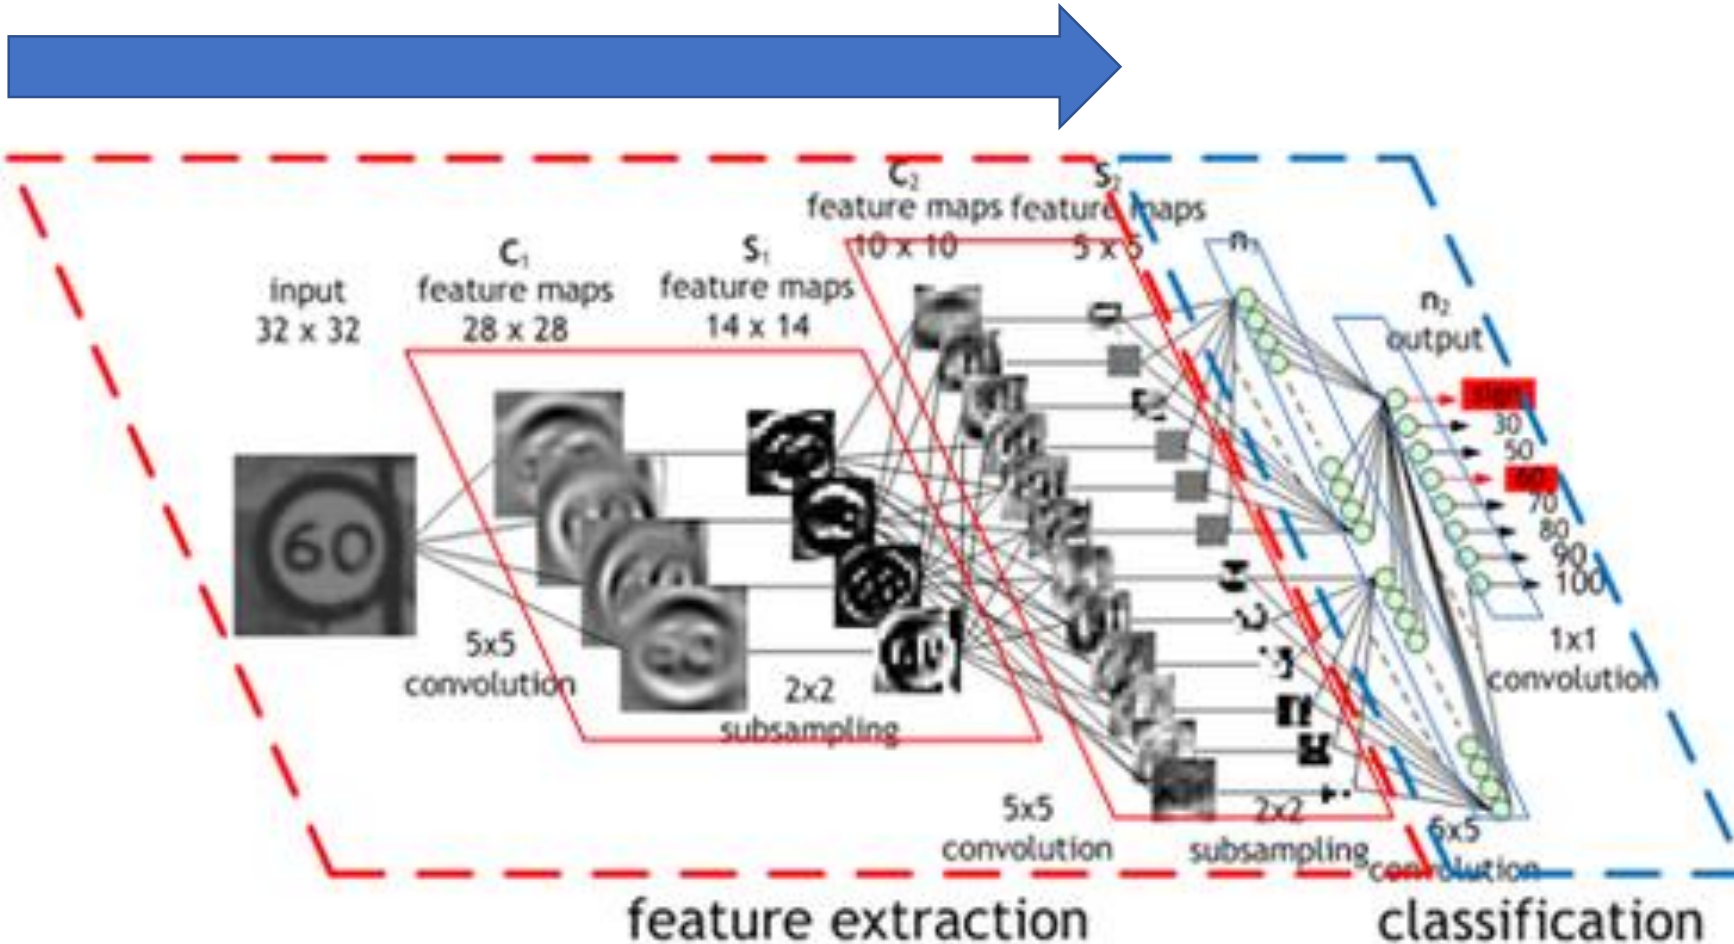 C₂
feature maps
10 x 10
S₂
feature maps
5 x 5
C₁
feature maps
28 x 28
S₁
feature maps
14 x 14
input
32 x 32
n₁
n₂
output
30
50
60
70
80
90
100
60
5x5
convolution
2x2
subsampling
5x5
convolution
2x2
subsampling
5x5
convolution
1x1
convolution
feature extraction
classification